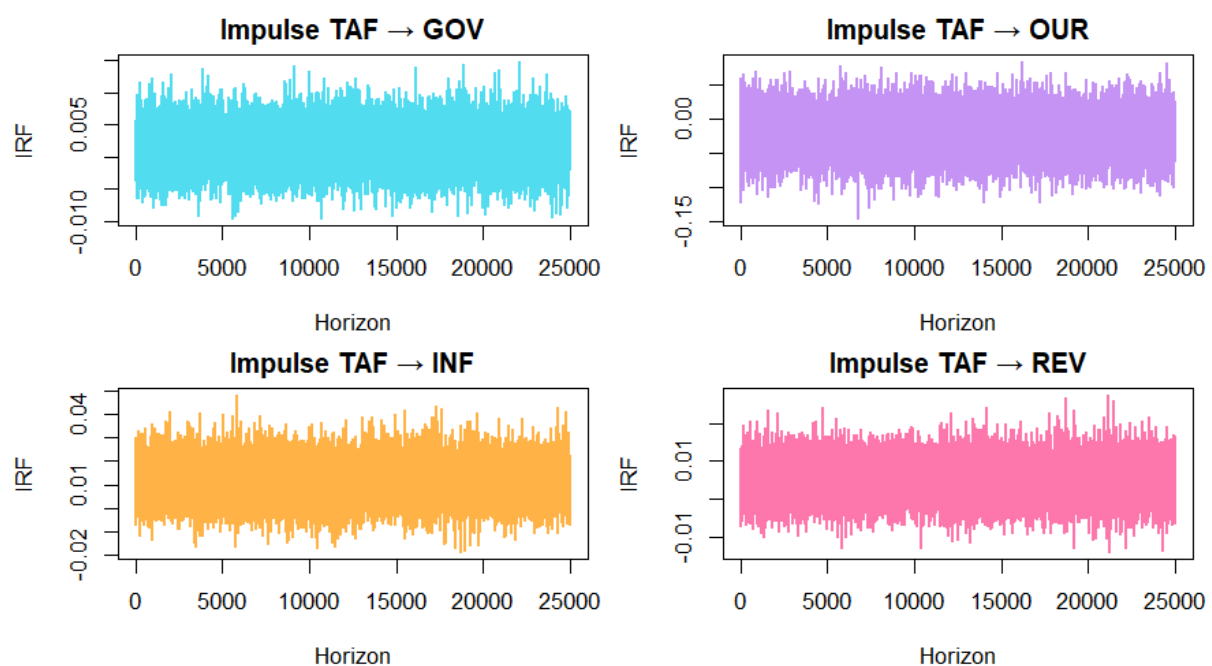 Impulse TAF → GOV
IRF
0.005
-0.010
0 5000 10000 15000 20000 25000
Horizon
Impulse TAF → OUR
IRF
0.00
-0.15
0 5000 10000 15000 20000 25000
Horizon
Impulse TAF → INF
IRF
0.04
0.01
-0.02
0 5000 10000 15000 20000 25000
Horizon
Impulse TAF → REV
IRF
0.01
-0.01
0 5000 10000 15000 20000 25000
Horizon